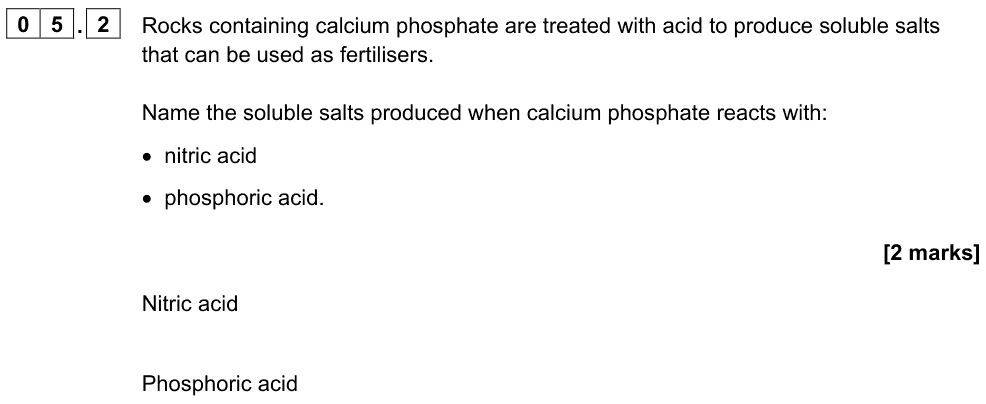 05.2 Rocks containing calcium phosphate are treated with acid to produce soluble salts
that can be used as fertilisers.
Name the soluble salts produced when calcium phosphate reacts with:
• nitric acid
• phosphoric acid.
[2 marks]
Nitric acid
Phosphoric acid